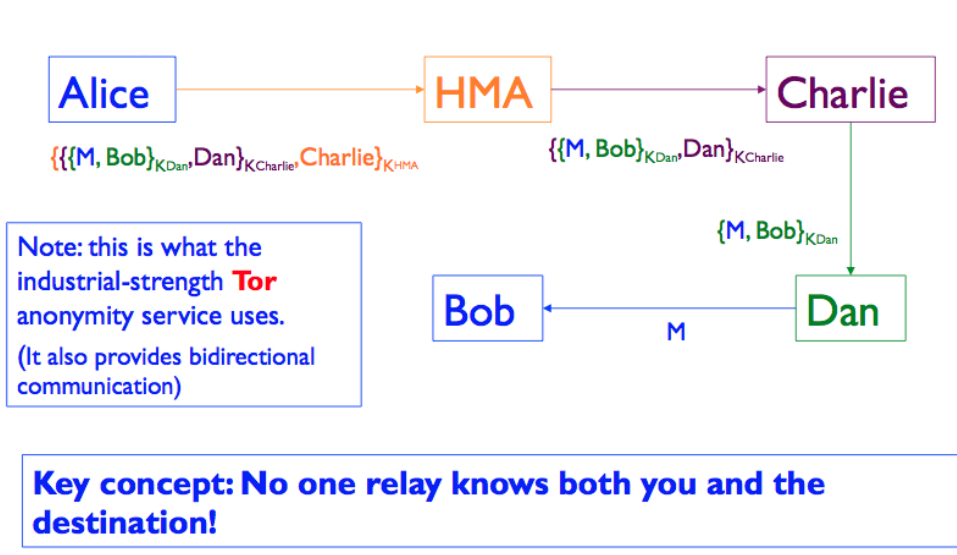 Alice
HMA
Charlie
{{{M, Bob}KDan,Dan}KCharlie,Charlie}KHMA
{{M, Bob}KDan,Dan}KCharlie
{M, Bob}KDan
Note: this is what the
industrial-strength Tor
anonymity service uses.
(It also provides bidirectional
communication)
Bob
M
Dan
Key concept: No one relay knows both you and the
destination!